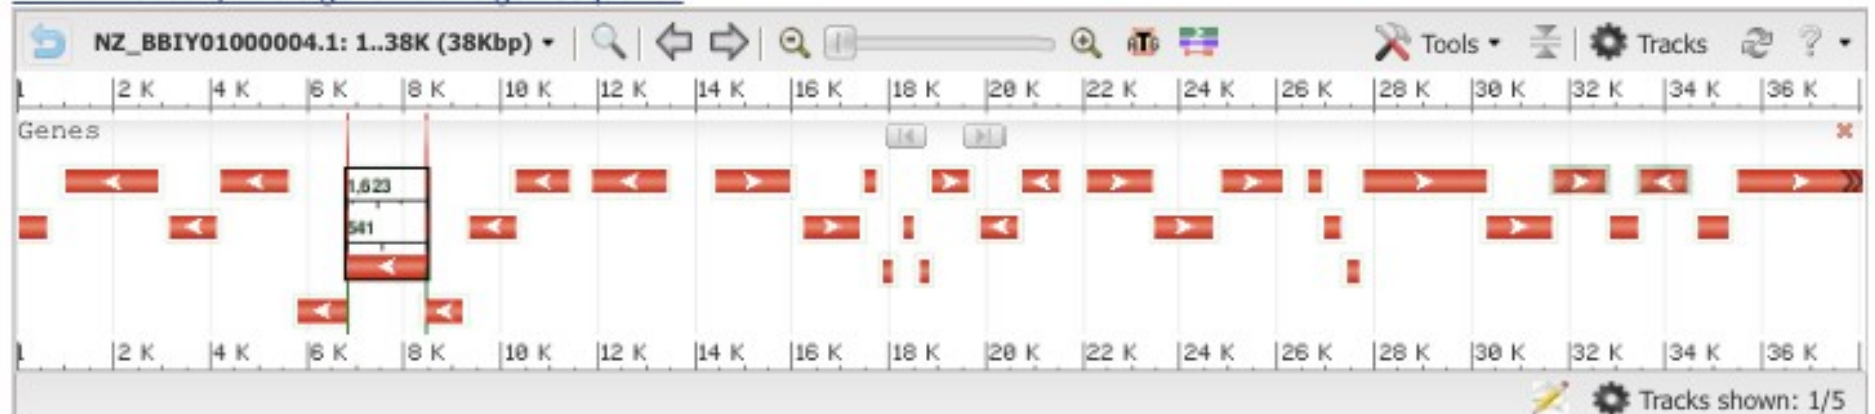 NZ_BBIY01000004.1: 1..38K (38Kbp)
Tools
Tracks
?
1 2 K 4 K 6 K 8 K 10 K 12 K 14 K 16 K 18 K 20 K 22 K 24 K 26 K 28 K 30 K 32 K 34 K 36 K
Genes
1,623
541
1 2 K 4 K 6 K 8 K 10 K 12 K 14 K 16 K 18 K 20 K 22 K 24 K 26 K 28 K 30 K 32 K 34 K 36 K
Tracks shown: 1/5